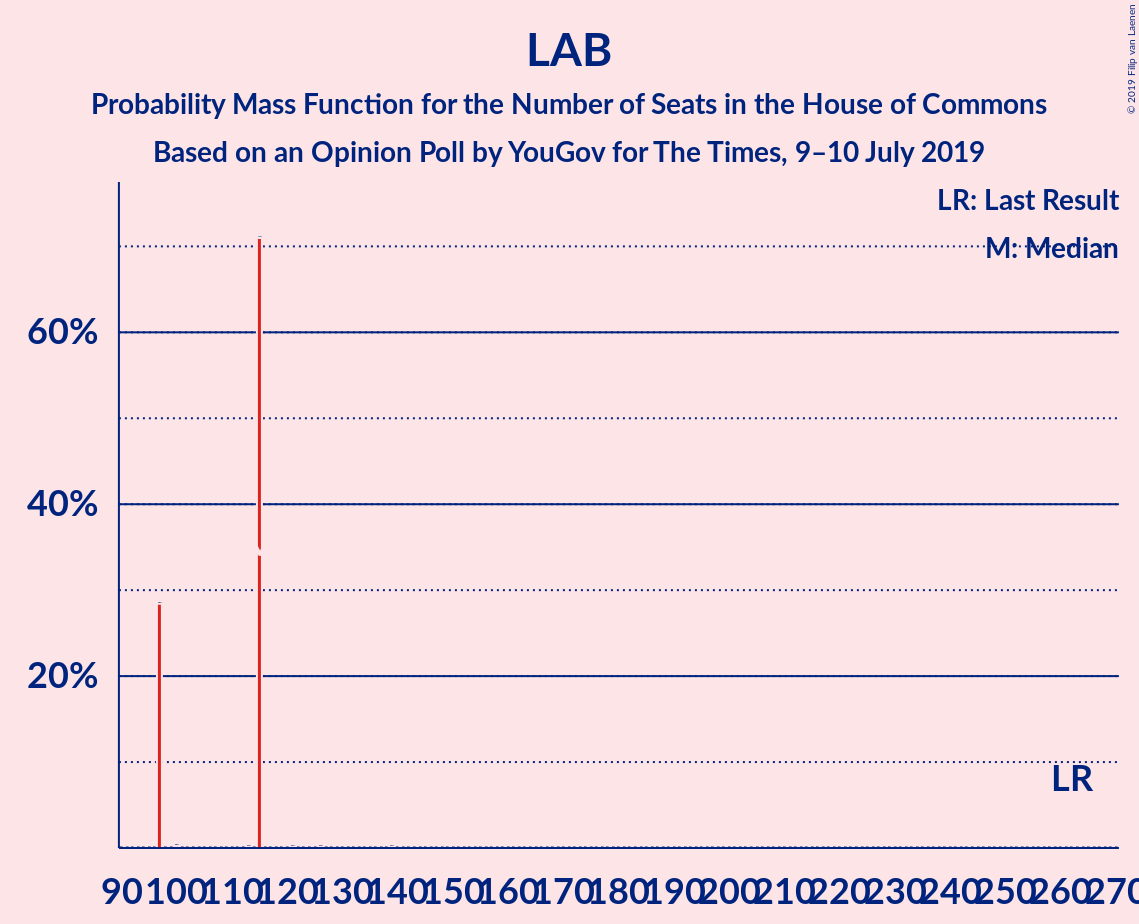 LAB
Probability Mass Function for the Number of Seats in the House of Commons
Based on an Opinion Poll by YouGov for The Times, 9–10 July 2019
© 2019 Filip van Laenen
LR: Last Result
M: Median
60%
40%
20%
LR
90 100 110 120 130 140 150 160 170 180 190 200 210 220 230 240 250 260 270